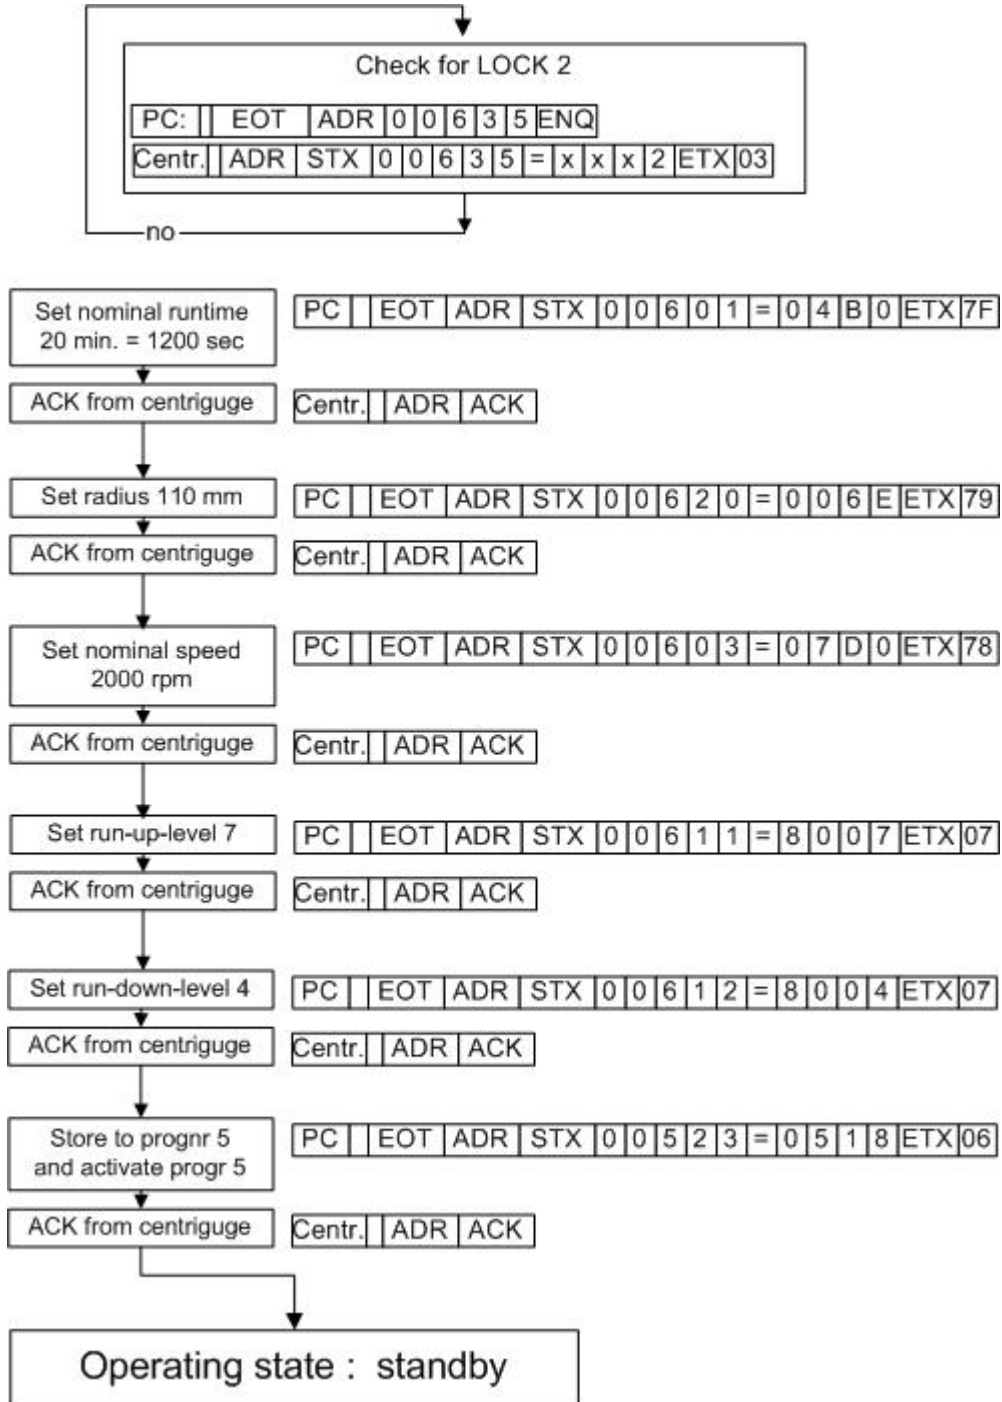 Check for LOCK 2
PC: EOT ADR 0 0 6 3 5 ENQ
Centr. ADR STX 0 0 6 3 5 = x x x 2 ETX 03
no
Set nominal runtime
20 min. = 1200 sec
PC EOT ADR STX 0 0 6 0 1 = 0 4 B 0 ETX 7F
ACK from centriguge
Centr. ADR ACK
Set radius 110 mm
PC EOT ADR STX 0 0 6 2 0 = 0 0 6 E ETX 79
ACK from centriguge
Centr. ADR ACK
Set nominal speed
2000 rpm
PC EOT ADR STX 0 0 6 0 3 = 0 7 D 0 ETX 78
ACK from centriguge
Centr. ADR ACK
Set run-up-level 7
PC EOT ADR STX 0 0 6 1 1 = 8 0 0 7 ETX 07
ACK from centriguge
Centr. ADR ACK
Set run-down-level 4
PC EOT ADR STX 0 0 6 1 2 = 8 0 0 4 ETX 07
ACK from centriguge
Centr. ADR ACK
Store to prognr 5
and activate progr 5
PC EOT ADR STX 0 0 5 2 3 = 0 5 1 8 ETX 06
ACK from centriguge
Centr. ADR ACK
Operating state : standby